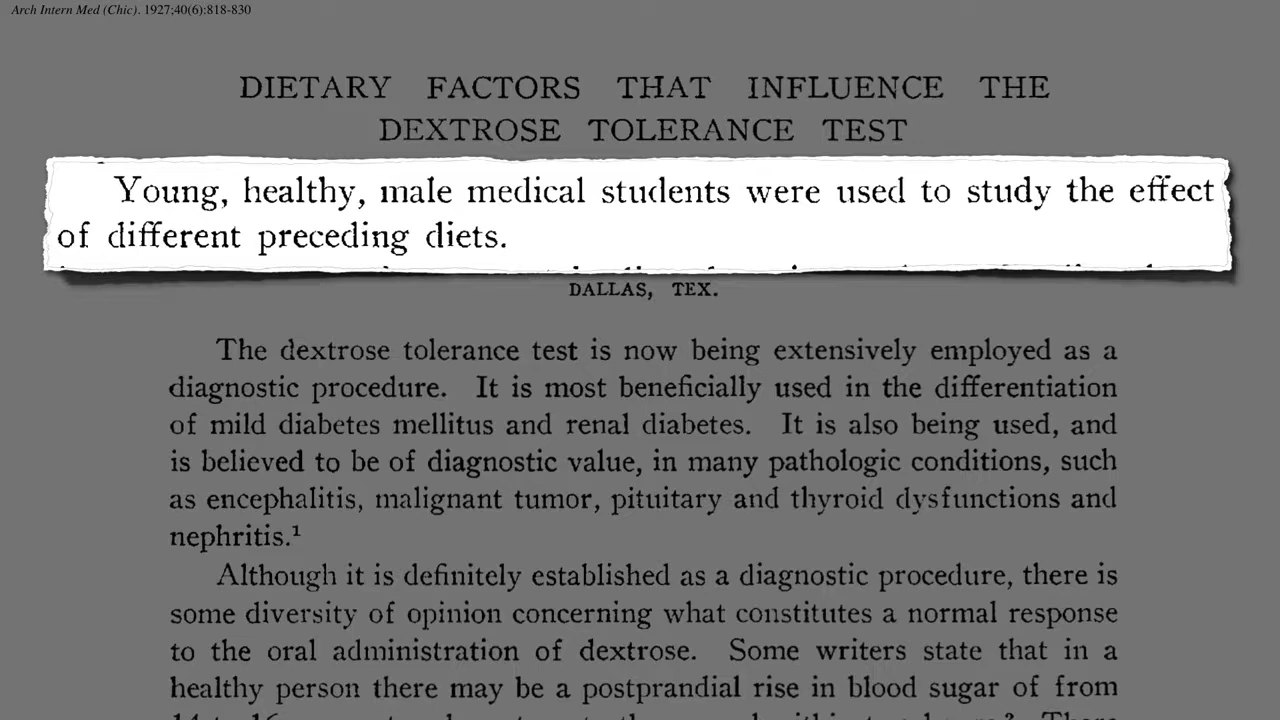 Arch Intern Med (Chic). 1927;40(6):818-830
DIETARY FACTORS THAT INFLUENCE THE
DEXTROSE TOLERANCE TEST
Young, healthy, male medical students were used to study the effect
of different preceding diets.
DALLAS, TEX.
The dextrose tolerance test is now being extensively employed as a
diagnostic procedure. It is most beneficially used in the differentiation
of mild diabetes mellitus and renal diabetes. It is also being used, and
is believed to be of diagnostic value, in many pathologic conditions, such
as encephalitis, malignant tumor, pituitary and thyroid dysfunctions and
nephritis.¹
Although it is definitely established as a diagnostic procedure, there is
some diversity of opinion concerning what constitutes a normal response
to the oral administration of dextrose. Some writers state that in a
healthy person there may be a postprandial rise in blood sugar of from